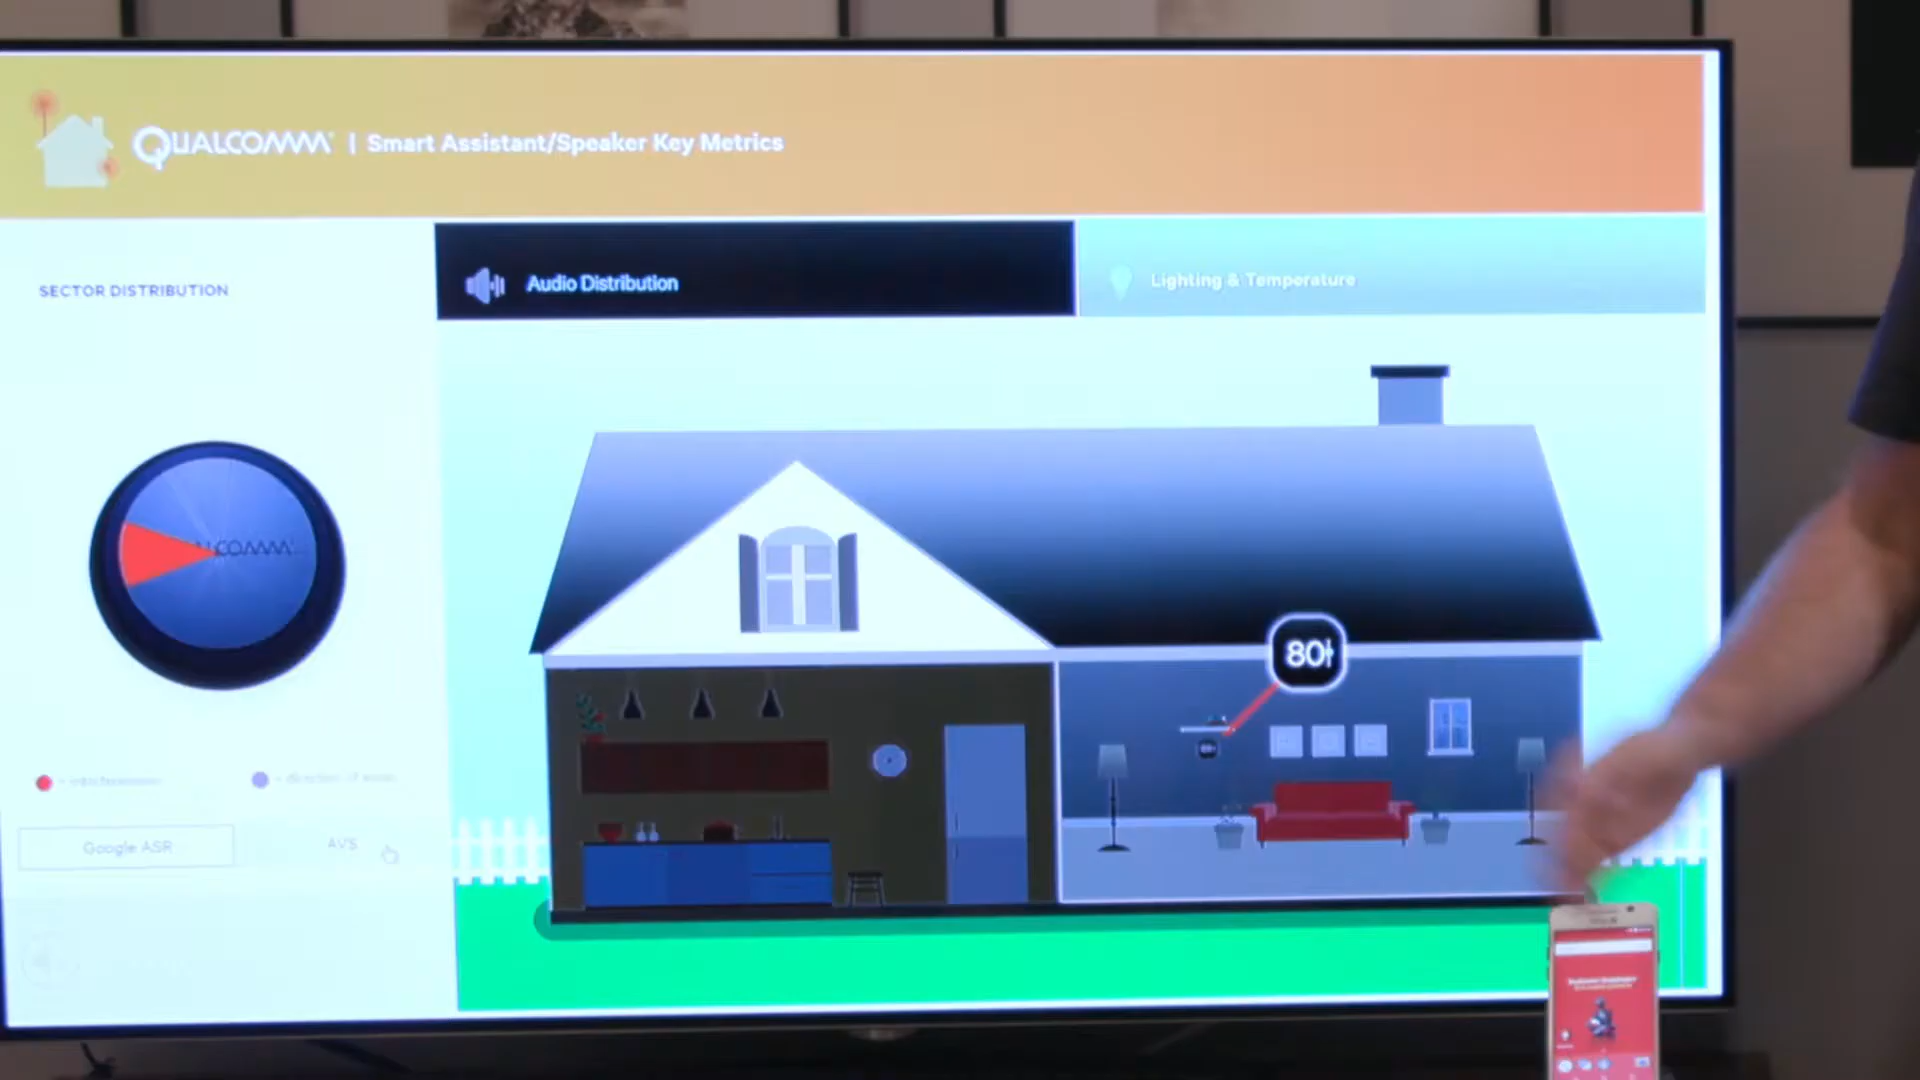 QUALCOMM | Smart Assistant/Speaker Key Metrics
SECTOR DISTRIBUTION
Audio Distribution
Lighting & Temperature
80
Google ASR
AVS